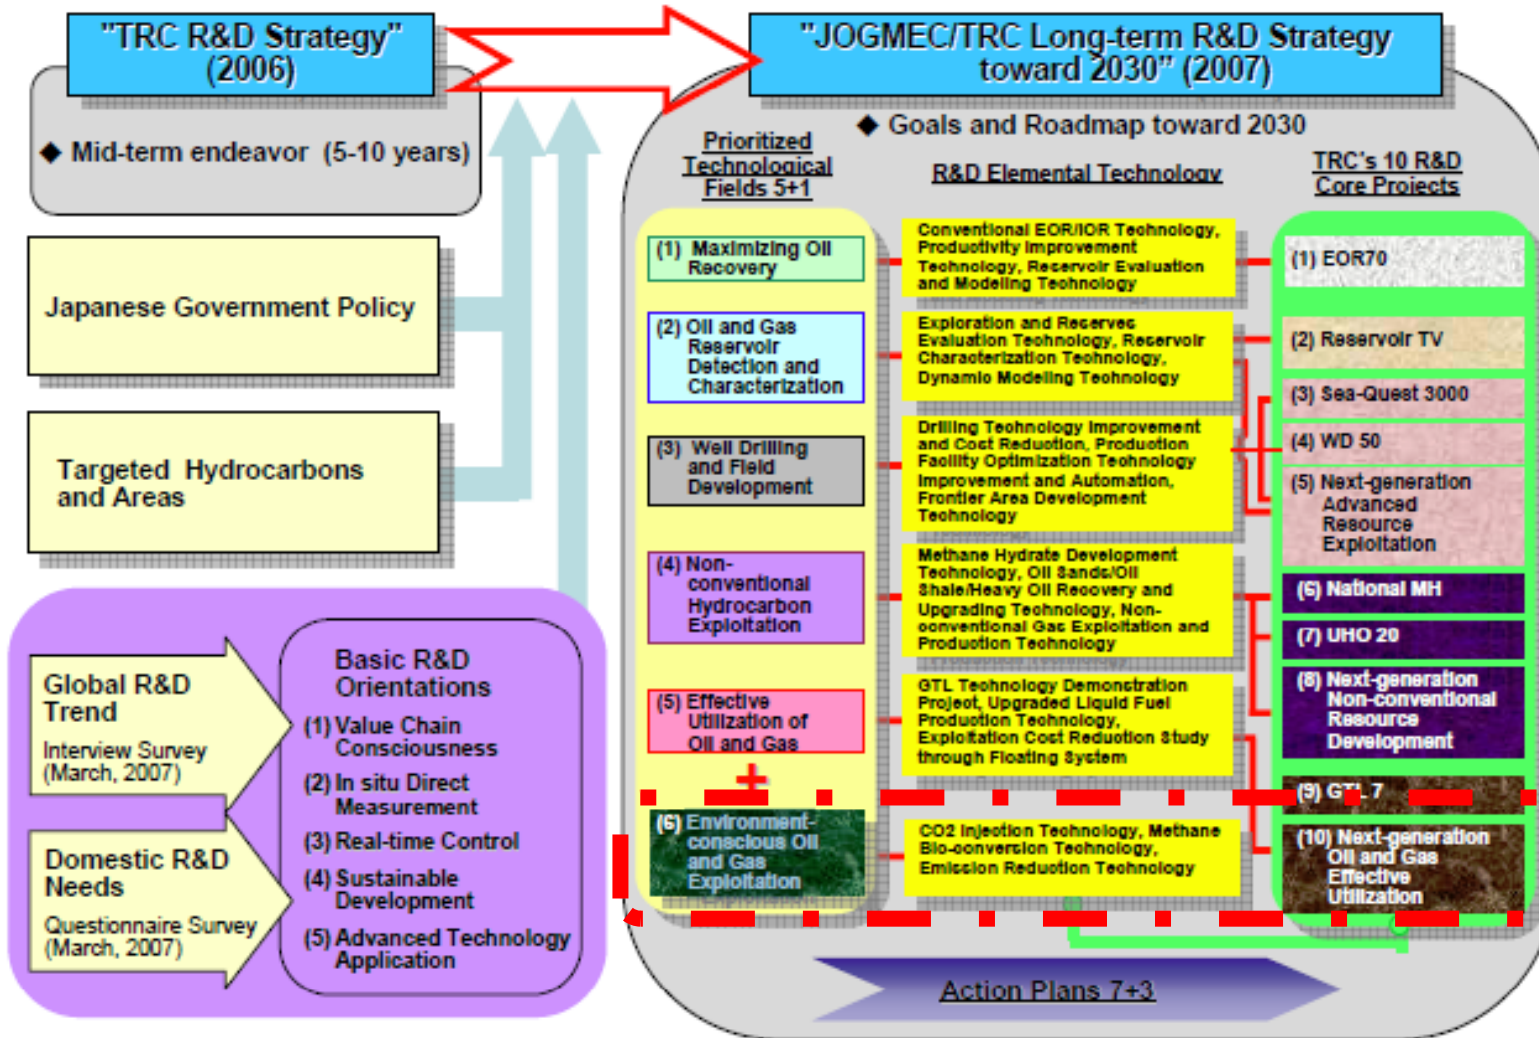 "TRC R&D Strategy"
(2006)
◆ Mid-term endeavor (5-10 years)
Japanese Government Policy
Targeted Hydrocarbons
and Areas
Global R&D
Trend
Interview Survey
(March, 2007)
Domestic R&D
Needs
Questionnaire Survey
(March, 2007)
Basic R&D
Orientations
(1) Value Chain
Consciousness
(2) In situ Direct
Measurement
(3) Real-time Control
(4) Sustainable
Development
(5) Advanced Technology
Application
"JOGMEC/TRC Long-term R&D Strategy
toward 2030" (2007)
◆ Goals and Roadmap toward 2030
Prioritized
Technological
Fields 5+1
(1) Maximizing Oil
Recovery
(2) Oil and Gas
Reservoir
Detection and
Characterization
(3) Well Drilling
and Field
Development
(4) Non-
conventional
Hydrocarbon
Exploitation
(5) Effective
Utilization of
Oil and Gas
+
(6) Environment-
conscious Oil
and Gas
Exploitation
R&D Elemental Technology
Conventional EOR/IOR Technology,
Productivity Improvement
Technology, Reservoir Evaluation
and Modeling Technology
Exploration and Reserves
Evaluation Technology, Reservoir
Characterization Technology,
Dynamic Modeling Technology
Drilling Technology Improvement
and Cost Reduction, Production
Facility Optimization Technology
Improvement and Automation,
Frontier Area Development
Technology
Methane Hydrate Development
Technology, Oil Sands/Oil
Shale/Heavy Oil Recovery and
Upgrading Technology, Non-
conventional Gas Exploitation and
Production Technology
GTL Technology Demonstration
Project, Upgraded Liquid Fuel
Production Technology,
Exploitation Cost Reduction Study
through Floating System
CO2 Injection Technology, Methane
Bio-conversion Technology,
Emission Reduction Technology
TRC's 10 R&D
Core Projects
(1) EOR70
(2) Reservoir TV
(3) Sea-Quest 3000
(4) WD 50
(5) Next-generation
Advanced
Resource
Exploitation
(6) National MH
(7) UHO 20
(8) Next-generation
Non-conventional
Resource
Development
(9) GTL 7
(10) Next-generation
Oil and Gas
Effective
Utilization
Action Plans 7+3